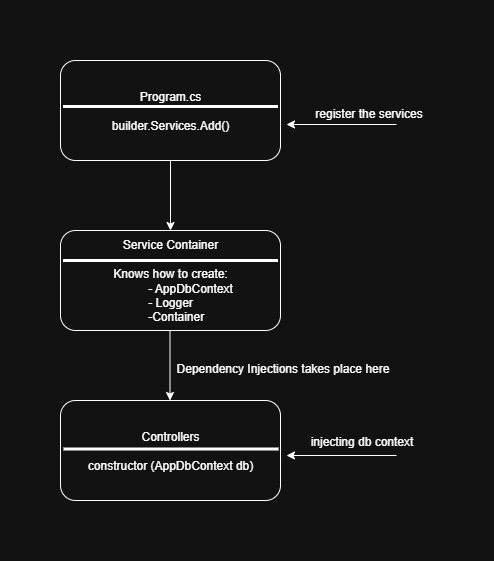 Program.cs
builder.Services.Add()
register the services
Service Container
Knows how to create:
- AppDbContext
- Logger
-Container
Dependency Injections takes place here
Controllers
constructor (AppDbContext db)
injecting db context